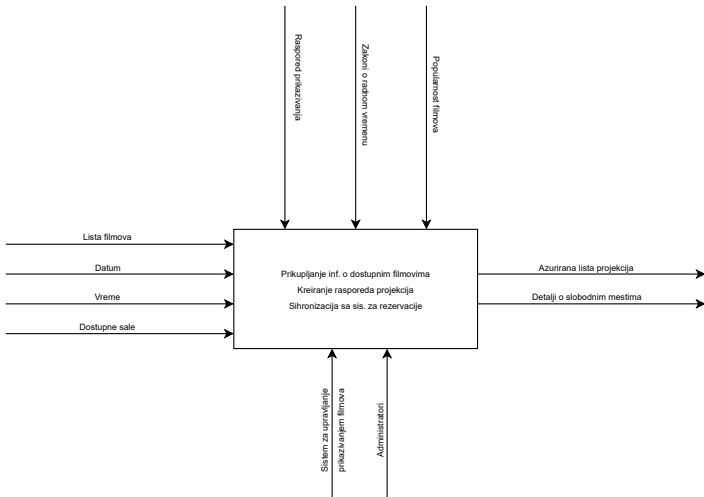 Raspored prikazivanja
Zakoni o radnom vremenu
Popularnost filmova
Lista filmova
Datum
Vreme
Dostupne sale
Prikupljanje inf. o dostupnim filmovima
Kreiranje rasporeda projekcija
Sihronizacija sa sis. za rezervacije
Azurirana lista projekcija
Detalji o slobodnim mestima
Sistem za upravljanje
prikazivanjem filmova
Administratori